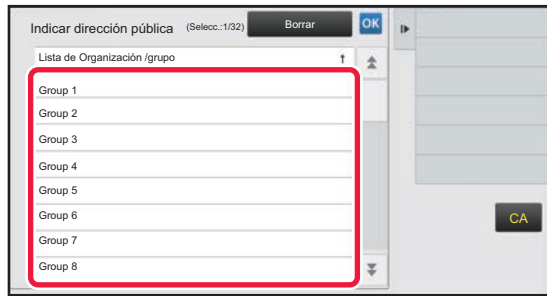 Indicar dirección pública (Selecc.:1/32) Borrar OK
Lista de Organización /grupo ↑
Group 1
Group 2
Group 3
Group 4
Group 5
Group 6
Group 7
Group 8
CA